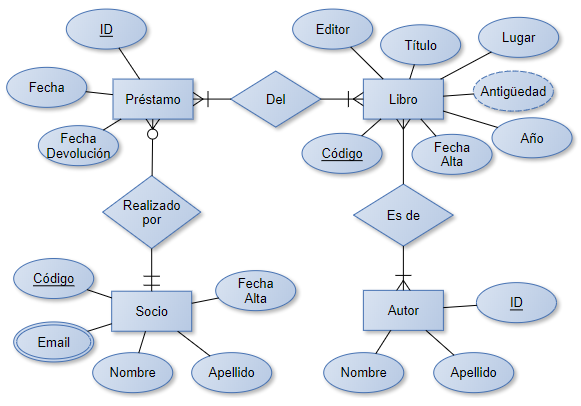 ID
Editor
Título
Lugar
Fecha
Préstamo
Del
Libro
Antigüedad
Fecha
Devolución
Código
Fecha
Alta
Año
Realizado
por
Es de
Código
Fecha
Alta
Socio
Autor
ID
Email
Nombre
Apellido
Nombre
Apellido